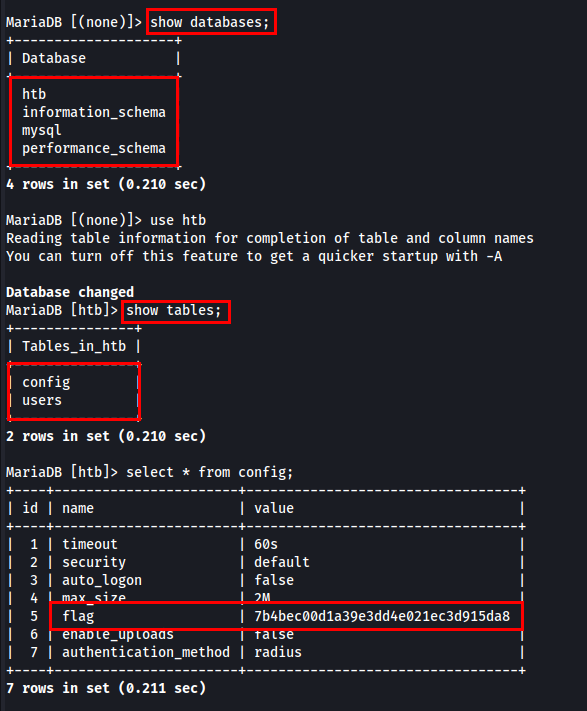 MariaDB [(none)]> show databases;
+--------------------+
| Database           |
+--------------------+
| htb
| information_schema
| mysql
| performance_schema
+--------------------+
4 rows in set (0.210 sec)
MariaDB [(none)]> use htb
Reading table information for completion of table and column names
You can turn off this feature to get a quicker startup with -A
Database changed
MariaDB [htb]> show tables;
+---------------+
| Tables_in_htb |
+---------------+
| config        |
| users         |
+---------------+
2 rows in set (0.210 sec)
MariaDB [htb]> select * from config;
+----+-----------------------+----------------------------------+
| id | name                  | value                            |
+----+-----------------------+----------------------------------+
|  1 | timeout               | 60s                              |
|  2 | security              | default                          |
|  3 | auto_logon            | false                            |
|  4 | max_size              | 2M                               |
|  5 | flag                  | 7b4bec00d1a39e3dd4e021ec3d915da8 |
|  6 | enable_uploads        | false                            |
|  7 | authentication_method | radius                           |
+----+-----------------------+----------------------------------+
7 rows in set (0.211 sec)